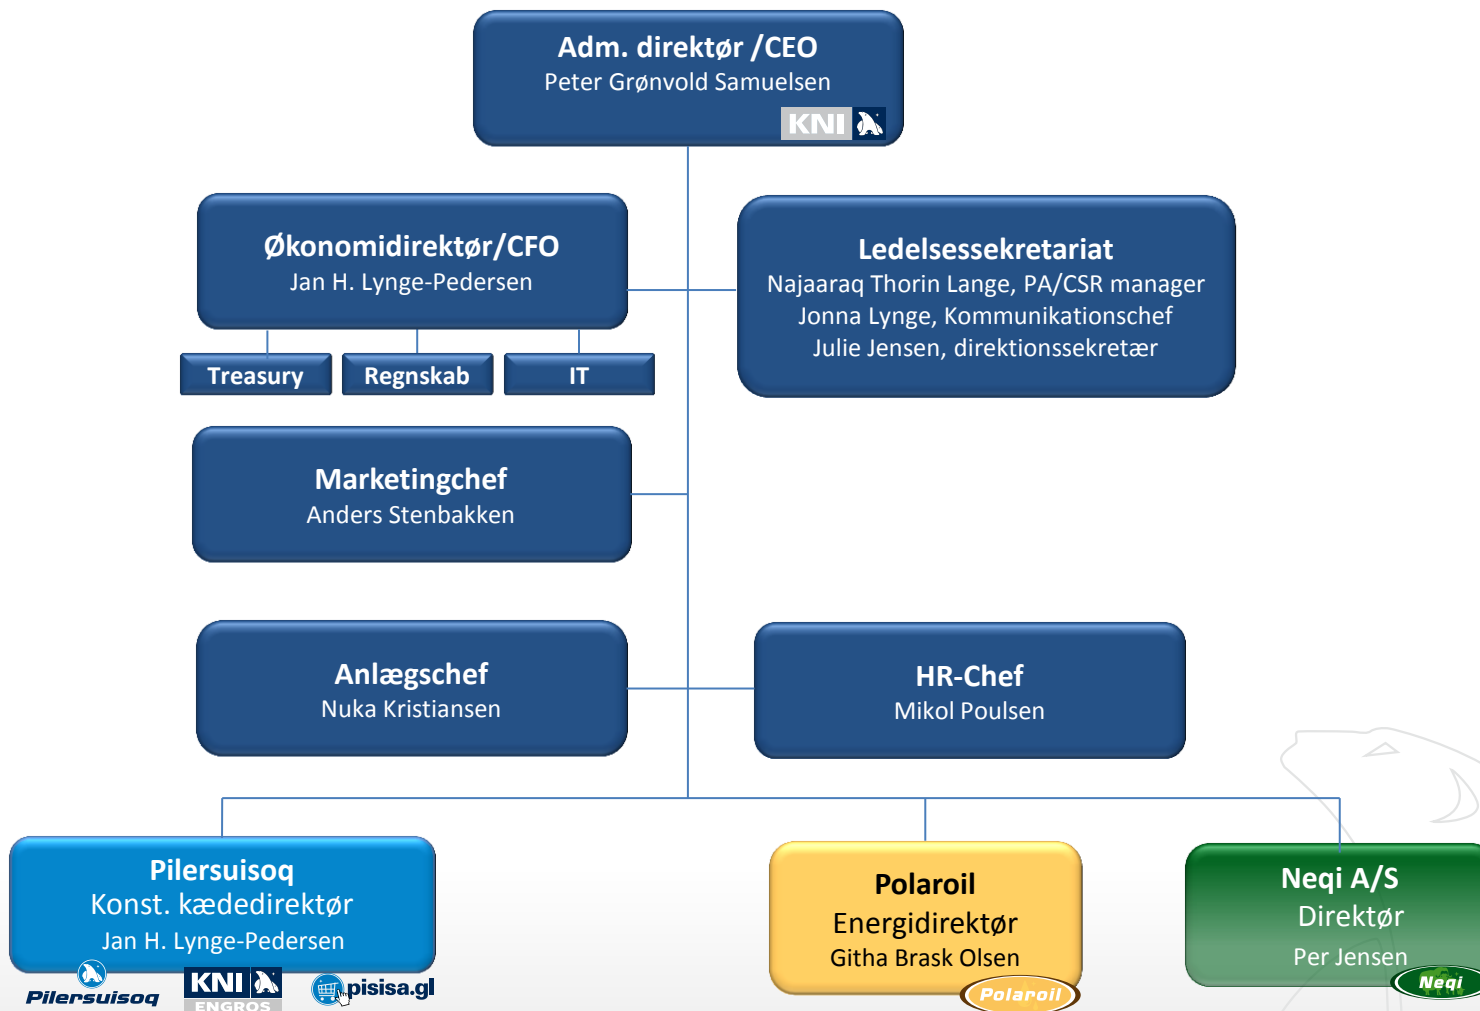 Adm. direktør /CEO
Peter Grønvold Samuelsen
KNI
Økonomidirektør/CFO
Jan H. Lynge-Pedersen
Treasury
Regnskab
IT
Ledelsessekretariat
Najaaraq Thorin Lange, PA/CSR manager
Jonna Lynge, Kommunikationschef
Julie Jensen, direktionssekretær
Marketingchef
Anders Stenbakken
Anlægschef
Nuka Kristiansen
HR-Chef
Mikol Poulsen
Pilersuisoq
Konst. kædedirektør
Jan H. Lynge-Pedersen
Pilersuisoq
KNI
ENGROS
pisisa.gl
Polaroil
Energidirektør
Githa Brask Olsen
Polaroil
Neqi A/S
Direktør
Per Jensen
Neqi